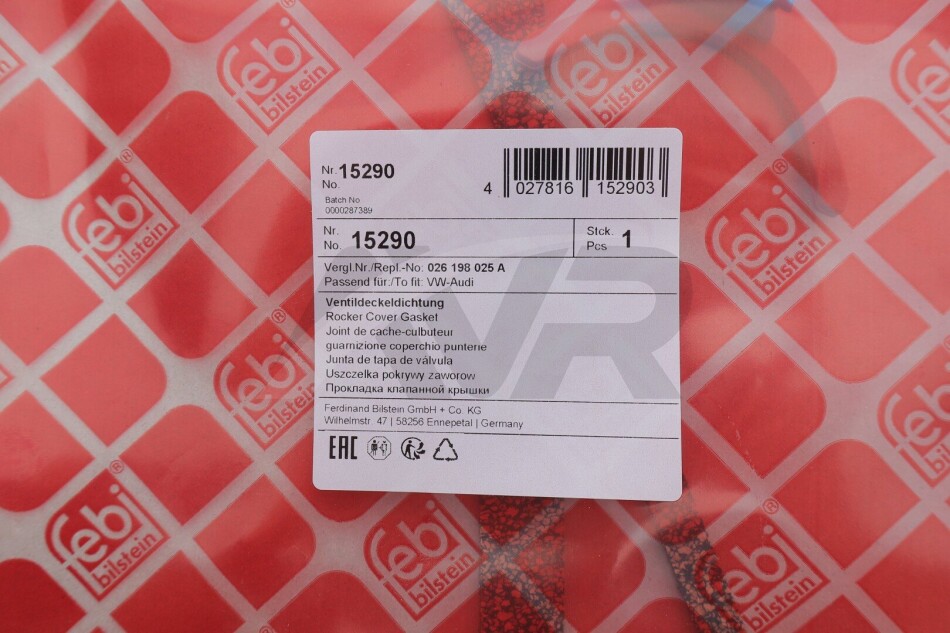 febi bilstein ®
Nr. 15290
No.
Batch No
0000287389
4 027816 152903
Nr.
No. 15290
Stck.
Pcs 1
Vergl.Nr./Repl.-No: 026 198 025 A
Passend für:/To fit: VW-Audi
Ventildeckeldichtung
Rocker Cover Gasket
Joint de cache-culbuteur
guarnizione coperchio punterie
Junta de tapa de válvula
Uszczelka pokrywy zaworow
Прокладка клапанной крышки
Ferdinand Bilstein GmbH + Co. KG
Wilhelmstr. 47 | 58256 Ennepetal | Germany
EAC